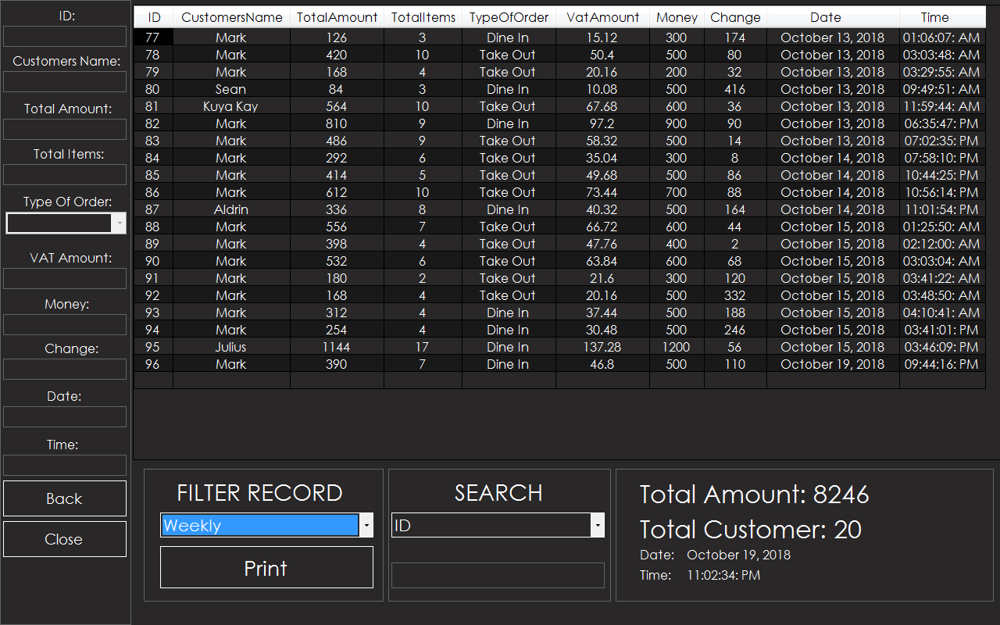 ID:
Customers Name:
Total Amount:
Total Items:
Type Of Order:
VAT Amount:
Money:
Change:
Date:
Time:
Back
Close
ID CustomersName TotalAmount TotalItems TypeOfOrder VatAmount Money Change Date Time
77 Mark 126 3 Dine In 15.12 300 174 October 13, 2018 01:06:07: AM
78 Mark 420 10 Take Out 50.4 500 80 October 13, 2018 03:03:48: AM
79 Mark 168 4 Take Out 20.16 200 32 October 13, 2018 03:29:55: AM
80 Sean 84 3 Dine In 10.08 500 416 October 13, 2018 09:49:51: AM
81 Kuya Kay 564 10 Take Out 67.68 600 36 October 13, 2018 11:59:44: AM
82 Mark 810 9 Dine In 97.2 900 90 October 13, 2018 06:35:47: PM
83 Mark 486 9 Take Out 58.32 500 14 October 13, 2018 07:02:35: PM
84 Mark 292 6 Take Out 35.04 300 8 October 14, 2018 07:58:10: PM
85 Mark 414 5 Take Out 49.68 500 86 October 14, 2018 10:44:25: PM
86 Mark 612 10 Take Out 73.44 700 88 October 14, 2018 10:56:14: PM
87 Aldrin 336 8 Dine In 40.32 500 164 October 14, 2018 11:01:54: PM
88 Mark 556 7 Take Out 66.72 600 44 October 15, 2018 01:25:50: AM
89 Mark 398 4 Take Out 47.76 400 2 October 15, 2018 02:12:00: AM
90 Mark 532 6 Take Out 63.84 600 68 October 15, 2018 03:03:04: AM
91 Mark 180 2 Take Out 21.6 300 120 October 15, 2018 03:41:22: AM
92 Mark 168 4 Take Out 20.16 500 332 October 15, 2018 03:48:50: AM
93 Mark 312 4 Dine In 37.44 500 188 October 15, 2018 04:10:41: AM
94 Mark 254 4 Dine In 30.48 500 246 October 15, 2018 03:41:01: PM
95 Julius 1144 17 Dine In 137.28 1200 56 October 15, 2018 03:46:09: PM
96 Mark 390 7 Dine In 46.8 500 110 October 19, 2018 09:44:16: PM
FILTER RECORD
Weekly
Print
SEARCH
ID
Total Amount: 8246
Total Customer: 20
Date: October 19, 2018
Time: 11:02:34: PM